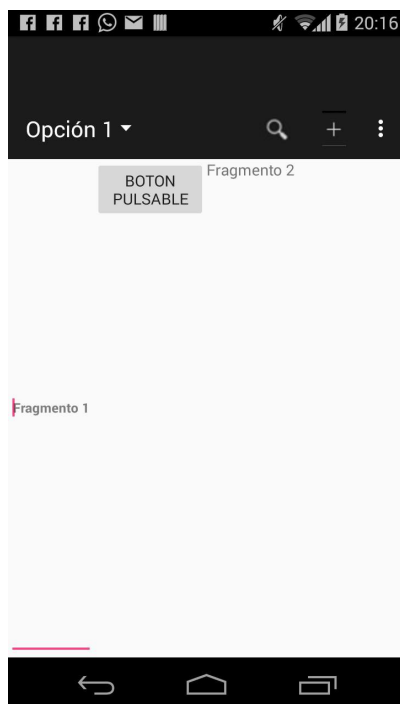 20:16
Opción 1
BOTON
PULSABLE
Fragmento 2
Fragmento 1